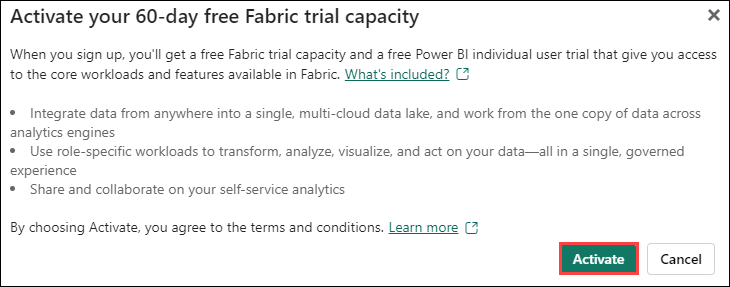 Activate your 60-day free Fabric trial capacity
When you sign up, you'll get a free Fabric trial capacity and a free Power BI individual user trial that give you access
to the core workloads and features available in Fabric. What's included?
• Integrate data from anywhere into a single, multi-cloud data lake, and work from the one copy of data across
analytics engines
• Use role-specific workloads to transform, analyze, visualize, and act on your data—all in a single, governed
experience
• Share and collaborate on your self-service analytics
By choosing Activate, you agree to the terms and conditions. Learn more
Activate Cancel